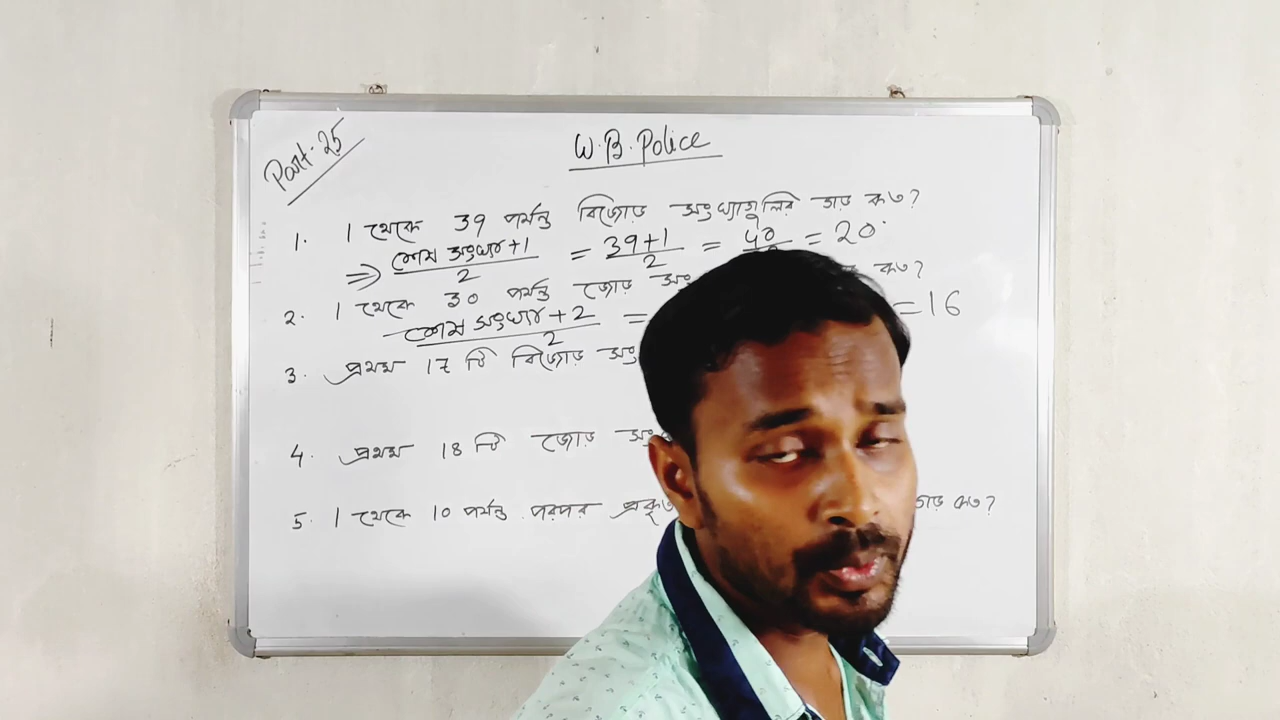 Part-25
W.B.Police
1. 1 থেকে 39 পর্যন্ত বিজোড় সংখ্যাগুলির গড় কত?
⇒ শেষ সংখ্যা+1 / 2 = 39+1 / 2 = 40 = 20
2. 1 থেকে 30 পর্যন্ত জোড় কত?
শেষ সংখ্যা+2 / 2 = =16
3. প্রথম 17 টি বিজোড়
4. প্রথম 18 টি জোড়
5. 1 থেকে 10 পর্যন্ত পরপর গড় কত?